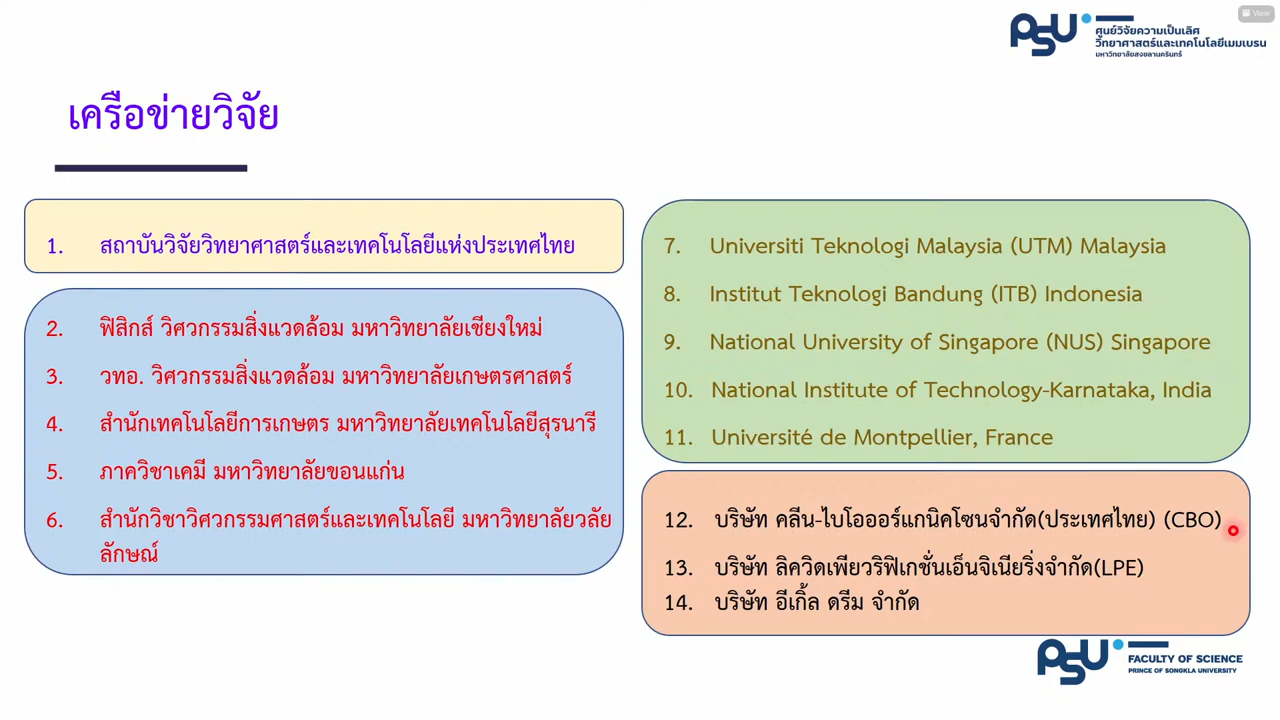 View
PSU
ศูนย์วิจัยความเป็นเลิศ
วิทยาศาสตร์และเทคโนโลยีเมมเบรน
มหาวิทยาลัยสงขลานครินทร์
เครือข่ายวิจัย
1. สถาบันวิจัยวิทยาศาสตร์และเทคโนโลยีแห่งประเทศไทย
2. ฟิสิกส์ วิศวกรรมสิ่งแวดล้อม มหาวิทยาลัยเชียงใหม่
3. วทอ. วิศวกรรมสิ่งแวดล้อม มหาวิทยาลัยเกษตรศาสตร์
4. สำนักเทคโนโลยีการเกษตร มหาวิทยาลัยเทคโนโลยีสุรนารี
5. ภาควิชาเคมี มหาวิทยาลัยขอนแก่น
6. สำนักวิชาวิศวกรรมศาสตร์และเทคโนโลยี มหาวิทยาลัยวลัย
ลักษณ์
7. Universiti Teknologi Malaysia (UTM) Malaysia
8. Institut Teknologi Bandung (ITB) Indonesia
9. National University of Singapore (NUS) Singapore
10. National Institute of Technology-Karnataka, India
11. Université de Montpellier, France
12. บริษัท คลีน-ไบโอออร์แกนิคโซนจำกัด(ประเทศไทย) (CBO)
13. บริษัท ลิควิดเพียวริฟิเกชั่นเอ็นจิเนียริ่งจำกัด(LPE)
14. บริษัท อีเกิ้ล ดรีม จำกัด
PSU
FACULTY OF SCIENCE
PRINCE OF SONGKLA UNIVERSITY